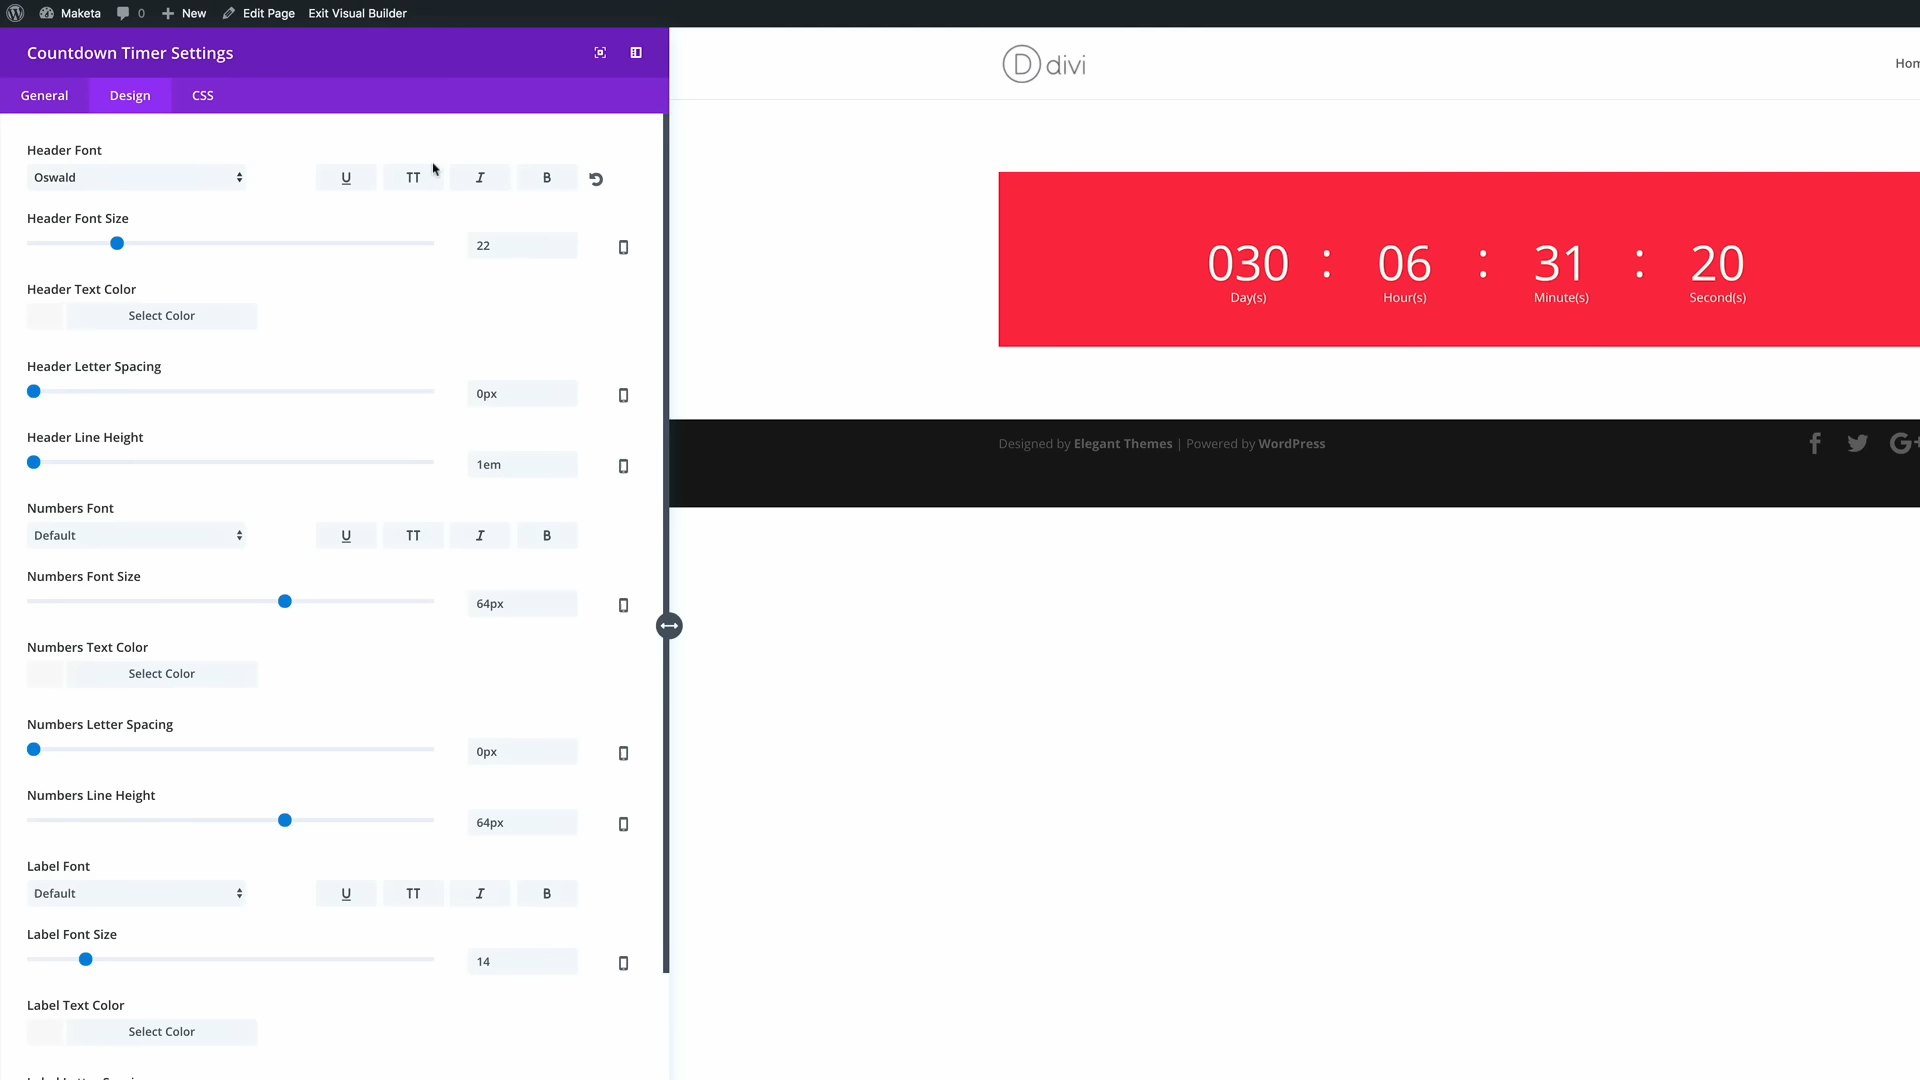 Maketa 0 New Edit Page Exit Visual Builder
Countdown Timer Settings
General Design CSS
Header Font
Oswald U TT I B
Header Font Size
22
Header Text Color
Select Color
Header Letter Spacing
0px
Header Line Height
1em
Numbers Font
Default U TT I B
Numbers Font Size
64px
Numbers Text Color
Select Color
Numbers Letter Spacing
0px
Numbers Line Height
64px
Label Font
Default U TT I B
Label Font Size
14
Label Text Color
Select Color
D divi
Hom
030 : 06 : 31 : 20
Day(s) Hour(s) Minute(s) Second(s)
Designed by Elegant Themes | Powered by WordPress